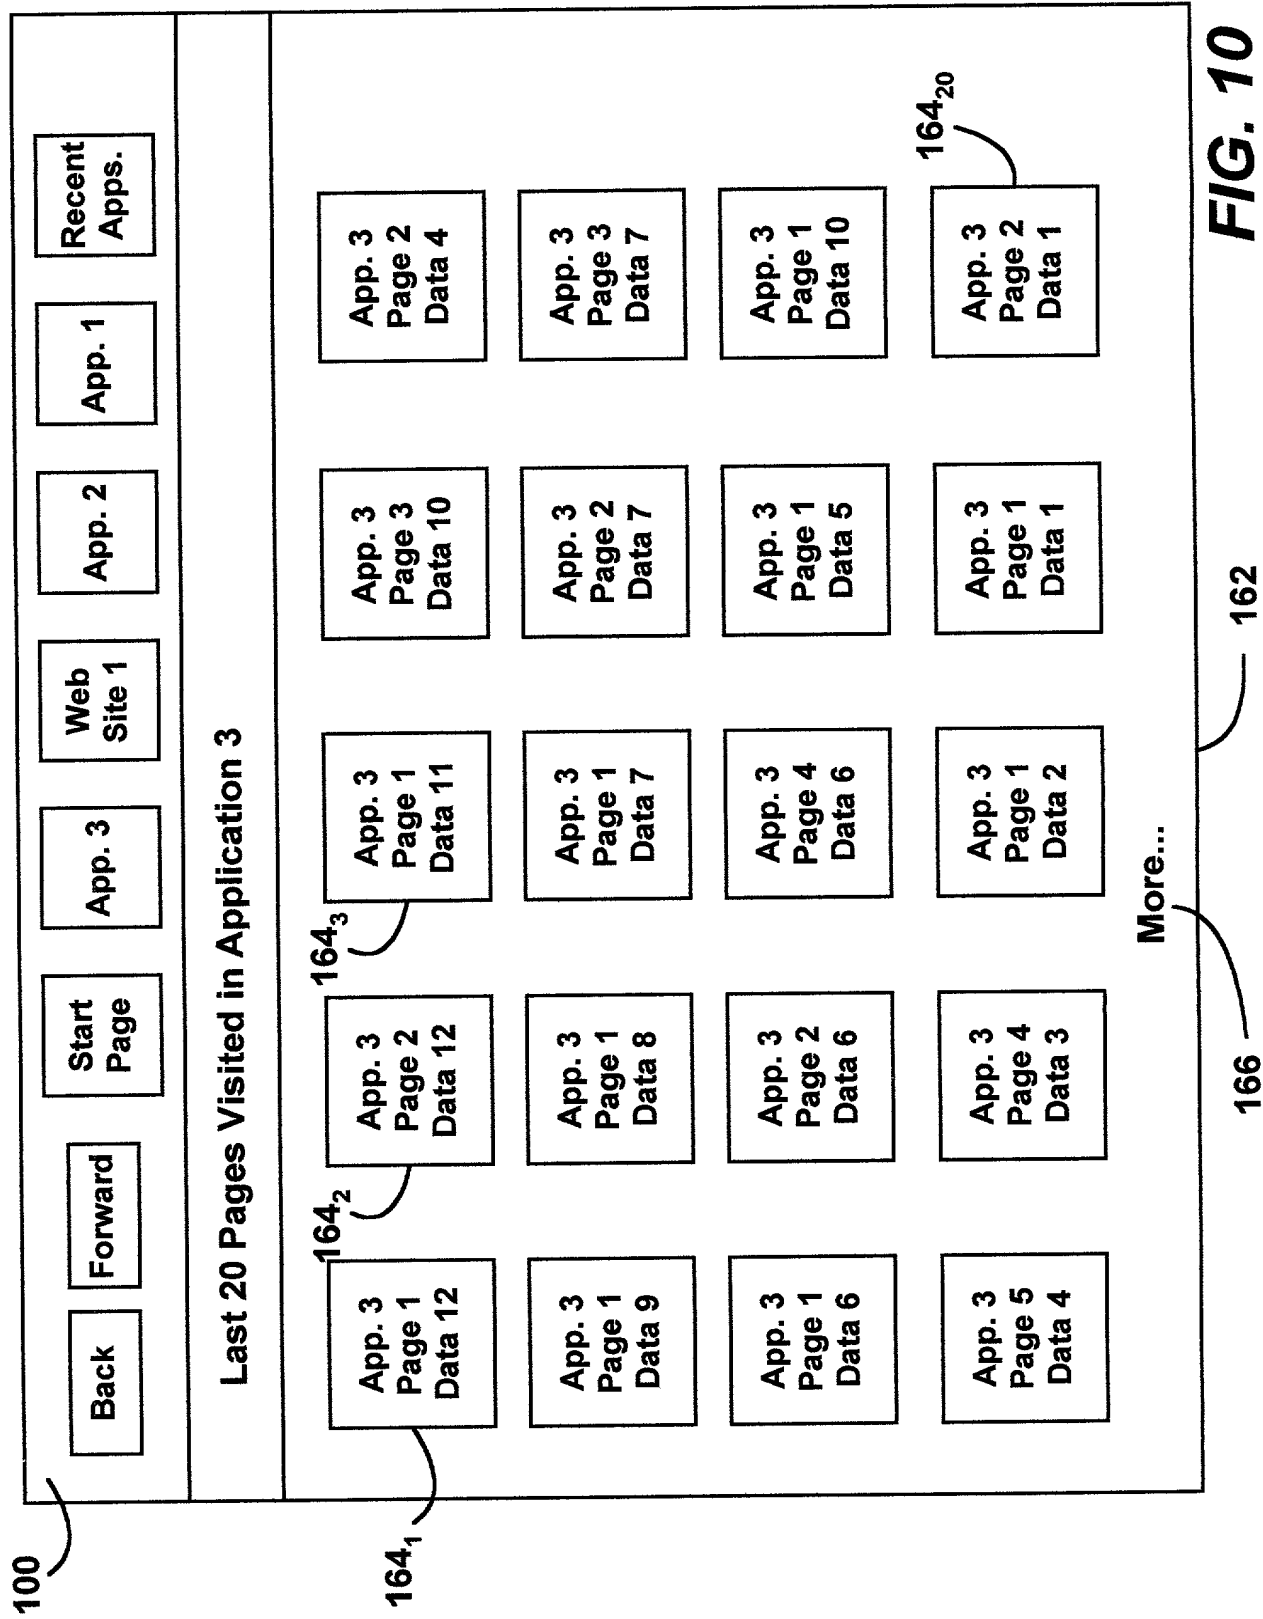 100
Back
Forward
Start
Page
App. 3
Web
Site 1
App. 2
App. 1
Recent
Apps.
Last 20 Pages Visited in Application 3
164₁
164₂
164₃
App. 3
Page 1
Data 12
App. 3
Page 2
Data 12
App. 3
Page 1
Data 11
App. 3
Page 3
Data 10
App. 3
Page 2
Data 4
App. 3
Page 1
Data 9
App. 3
Page 1
Data 8
App. 3
Page 1
Data 7
App. 3
Page 2
Data 7
App. 3
Page 3
Data 7
App. 3
Page 1
Data 6
App. 3
Page 2
Data 6
App. 3
Page 4
Data 6
App. 3
Page 1
Data 5
App. 3
Page 1
Data 10
164₂₀
App. 3
Page 5
Data 4
App. 3
Page 4
Data 3
App. 3
Page 1
Data 2
App. 3
Page 1
Data 1
App. 3
Page 2
Data 1
More...
166
162
FIG. 10